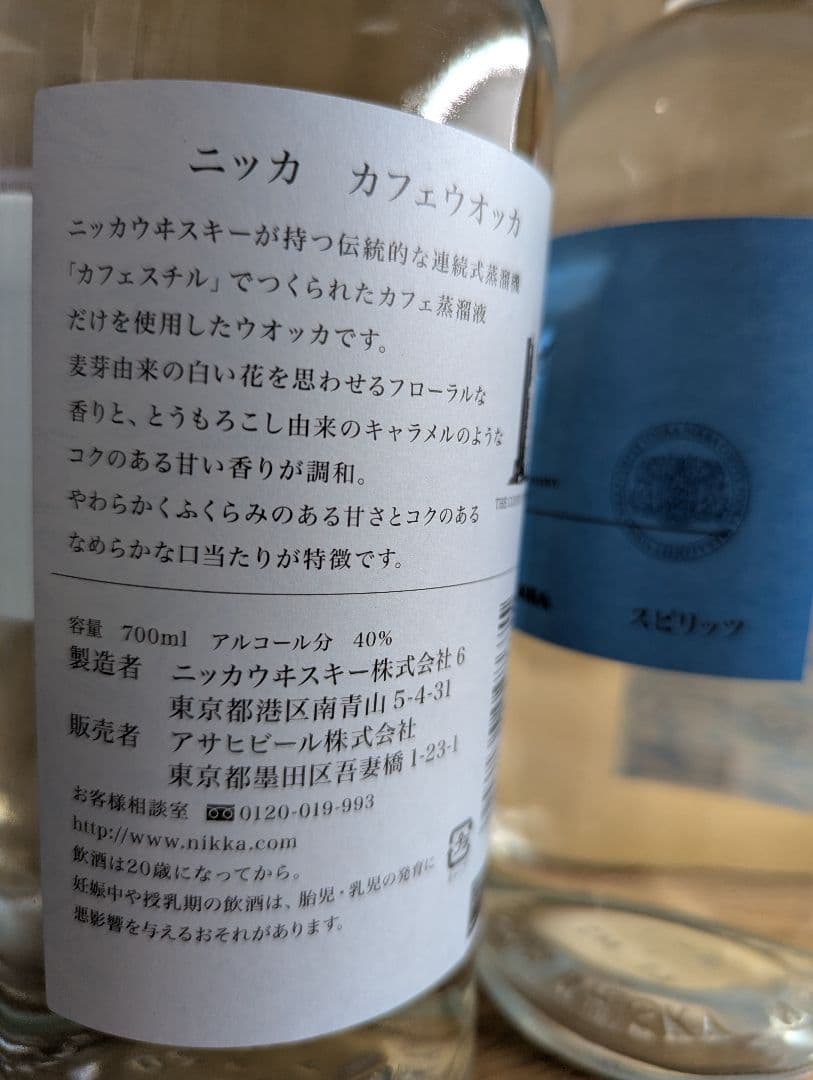 ニッカ　カフェウオッカ
ニッカウヰスキーが持つ伝統的な連続式蒸溜機
「カフェスチル」でつくられたカフェ蒸溜液
だけを使用したウオッカです。
麦芽由来の白い花を思わせるフローラルな
香りと、とうもろこし由来のキャラメルのような
コクのある甘い香りが調和。
やわらかくふくらみのある甘さとコクのある
なめらかな口当たりが特徴です。
容量　700ml　アルコール分　40%
製造者　ニッカウヰスキー株式会社 6
東京都港区南青山 5-4-31
販売者　アサヒビール株式会社
東京都墨田区吾妻橋 1-23-1
お客様相談室 0120-019-993
http://www.nikka.com
飲酒は20歳になってから。
妊娠中や授乳期の飲酒は、胎児・乳児の発育に
悪影響を与えるおそれがあります。
THE
スピリッツ